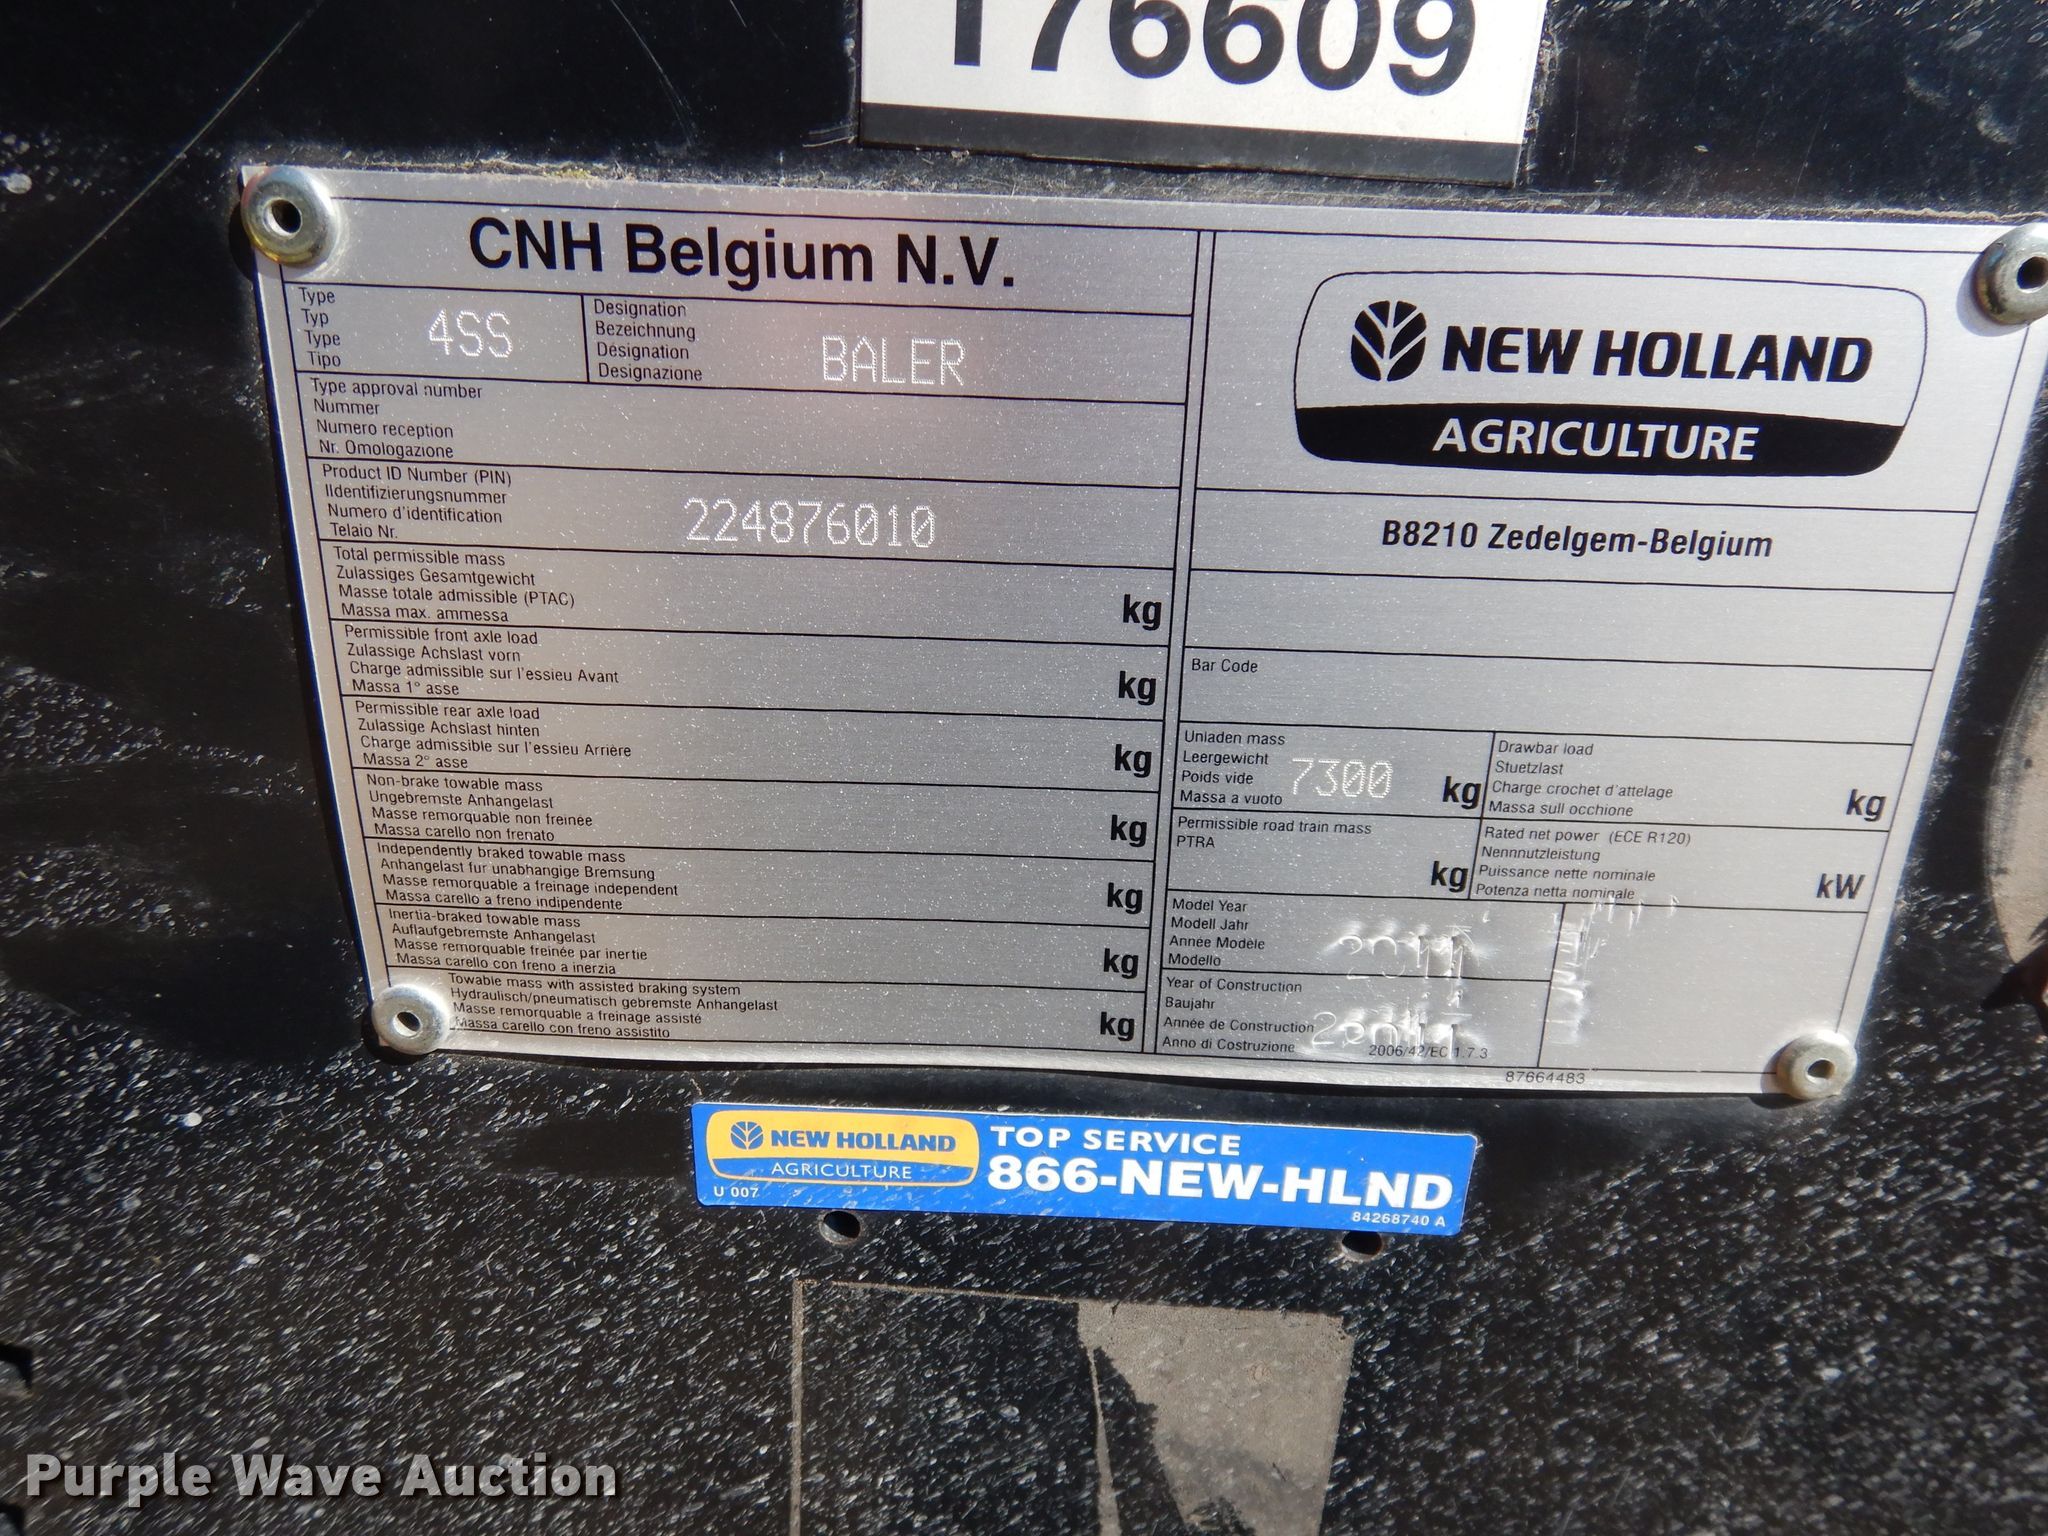 176609
CNH Belgium N.V.
Type
Typ
Type
Tipo
4SS
Designation
Bezeichnung
Désignation
Designazione
BALER
Type approval number
Nummer
Numero reception
Nr. Omologazione
Product ID Number (PIN)
Ildentifizierungsnummer
Numero d'identification
Telaio Nr.
224876010
Total permissible mass
Zulassiges Gesamtgewicht
Masse totale admissible (PTAC)
Massa max. ammessa
kg
Permissible front axle load
Zulassige Achslast vorn
Charge admissible sur l'essieu Avant
Massa 1° asse
kg
Permissible rear axle load
Zulassige Achslast hinten
Charge admissible sur l'essieu Arrière
Massa 2° asse
kg
Non-brake towable mass
Ungebremste Anhangelast
Masse remorquable non freinée
Massa carello non frenato
kg
Independently braked towable mass
Anhangelast fur unabhangige Bremsung
Masse remorquable a freinage independent
Massa carello a freno indipendente
kg
Inertia-braked towable mass
Auflaufgebremste Anhangelast
Masse remorquable freinée par inertie
Massa carello con freno a inerzia
kg
Towable mass with assisted braking system
Hydraulisch/pneumatisch gebremste Anhangelast
Masse remorquable a freinage assisté
Massa carello con freno assistito
kg
NEW HOLLAND
AGRICULTURE
B8210 Zedelgem-Belgium
Bar Code
Unladen mass
Leergewicht
Poids vide
Massa a vuoto
7300
kg
Drawbar load
Stuetzlast
Charge crochet d'attelage
Massa sull occhione
kg
Permissible road train mass
PTRA
kg
Rated net power (ECE R120)
Nennnutzleistung
Puissance nette nominale
Potenza netta nominale
kW
Model Year
Modell Jahr
Année Modèle
Modello
Year of Construction
Baujahr
Année de Construction
Anno di Costruzione
2006/42/EC 1.7.3
87664483
NEW HOLLAND
AGRICULTURE
U 007
TOP SERVICE
866-NEW-HLND
84268740 A
Purple Wave Auction